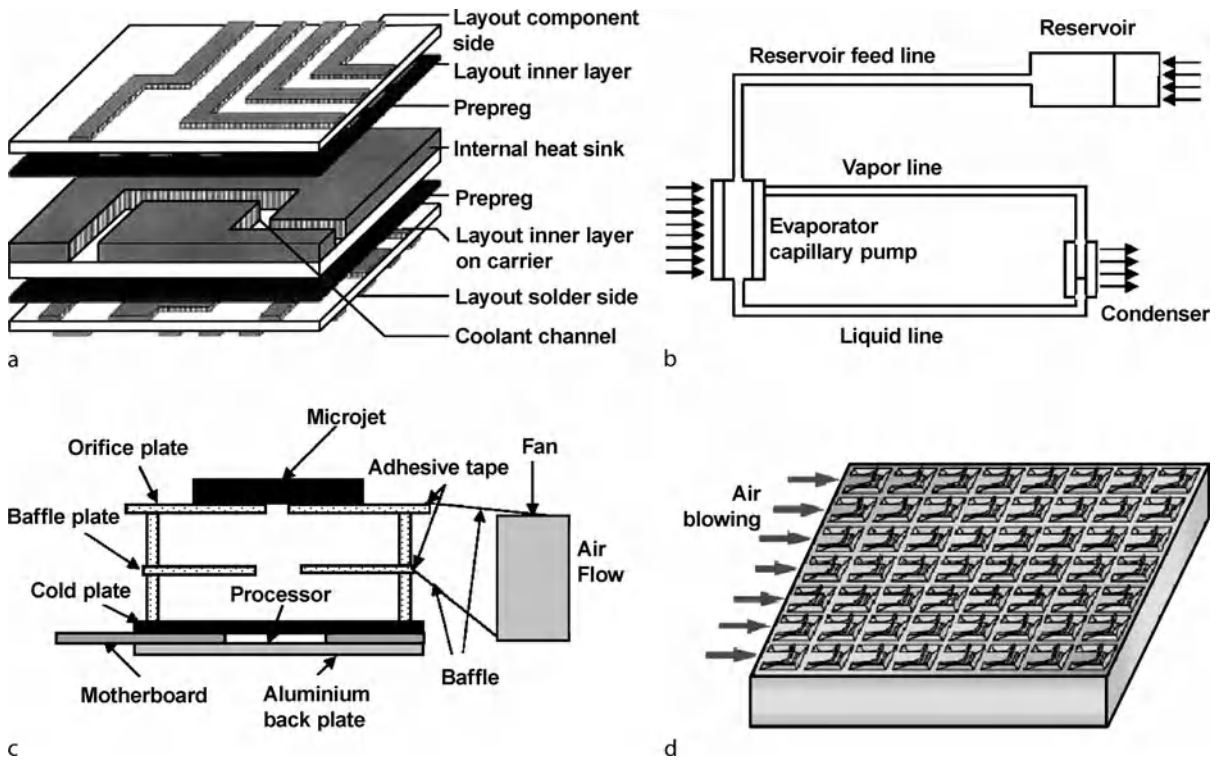 Layout component
side
Layout inner layer
Prepreg
Internal heat sink
Prepreg
Layout inner layer
on carrier
Layout solder side
Coolant channel
a
Reservoir
Reservoir feed line
Vapor line
Evaporator
capillary pump
Condenser
Liquid line
b
Microjet
Orifice plate
Adhesive tape
Fan
Baffle plate
Air
Flow
Cold plate
Processor
Motherboard
Aluminium
back plate
Baffle
c
Air
blowing
d